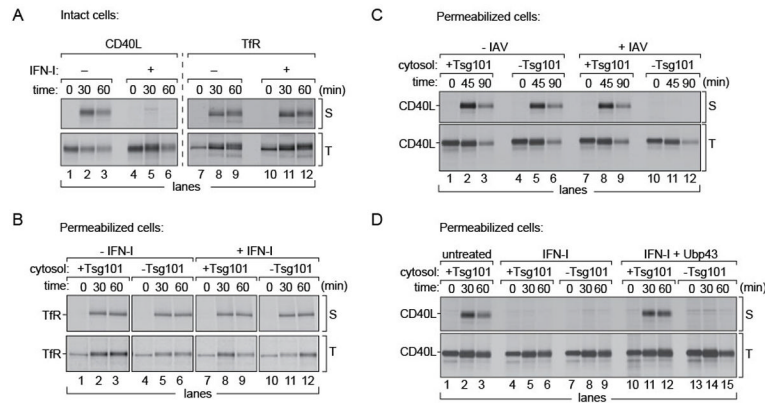 A
Intact cells:
CD40L TfR
IFN-I: – + – +
time: 0 30 60 0 30 60 0 30 60 0 30 60 (min)
S
T
1 2 3 4 5 6 7 8 9 10 11 12
lanes
B
Permeabilized cells:
- IFN-I + IFN-I
cytosol: +Tsg101 -Tsg101 +Tsg101 -Tsg101
time: 0 30 60 0 30 60 0 30 60 0 30 60 (min)
TfR S
TfR T
1 2 3 4 5 6 7 8 9 10 11 12
lanes
C
Permeabilized cells:
- IAV + IAV
cytosol: +Tsg101 -Tsg101 +Tsg101 -Tsg101
time: 0 45 90 0 45 90 0 45 90 0 45 90 (min)
CD40L S
CD40L T
1 2 3 4 5 6 7 8 9 10 11 12
lanes
D
Permeabilized cells:
untreated IFN-I IFN-I + Ubp43
cytosol: +Tsg101 +Tsg101 -Tsg101 +Tsg101 -Tsg101
time: 0 30 60 0 30 60 0 30 60 0 30 60 0 30 60 (min)
CD40L S
CD40L T
1 2 3 4 5 6 7 8 9 10 11 12 13 14 15
lanes